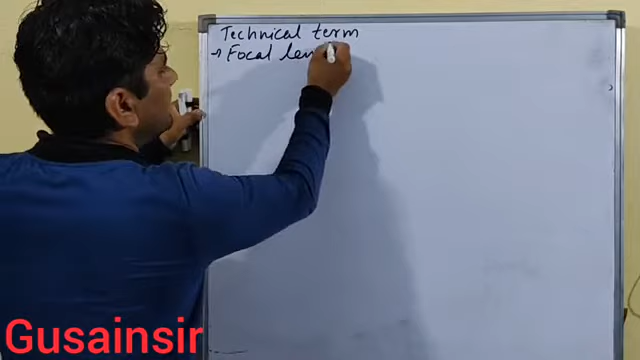 Technical term
→ Focal len
Gusainsir